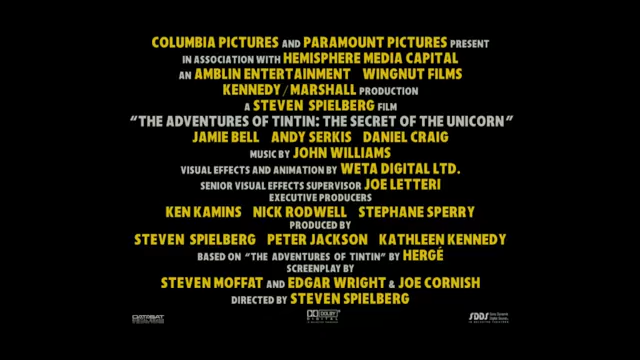 COLUMBIA PICTURES AND PARAMOUNT PICTURES PRESENT
IN ASSOCIATION WITH HEMISPHERE MEDIA CAPITAL
AN AMBLIN ENTERTAINMENT WINGNUT FILMS
KENNEDY/MARSHALL PRODUCTION
A STEVEN SPIELBERG FILM
"THE ADVENTURES OF TINTIN: THE SECRET OF THE UNICORN"
JAMIE BELL ANDY SERKIS DANIEL CRAIG
MUSIC BY JOHN WILLIAMS
VISUAL EFFECTS AND ANIMATION BY WETA DIGITAL LTD.
SENIOR VISUAL EFFECTS SUPERVISOR JOE LETTERI
EXECUTIVE PRODUCERS
KEN KAMINS NICK RODWELL STEPHANE SPERRY
PRODUCED BY
STEVEN SPIELBERG PETER JACKSON KATHLEEN KENNEDY
BASED ON "THE ADVENTURES OF TINTIN" BY HERGÉ
SCREENPLAY BY
STEVEN MOFFAT AND EDGAR WRIGHT & JOE CORNISH
DIRECTED BY STEVEN SPIELBERG
DATASAT DOLBY SDDS
DIGITAL